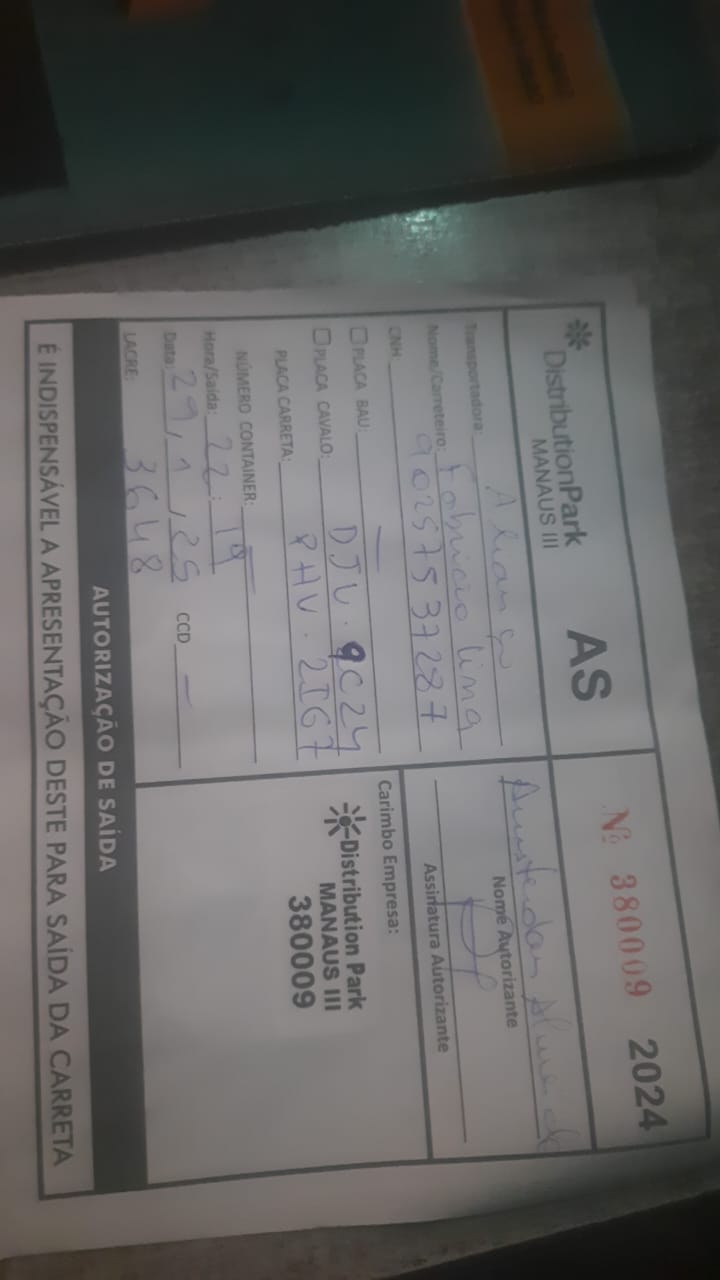 DistributionPark
MANAUS III
AS
Nº 380009 2024
Transportadora: Aliança
Nome/Carreteiro: Fabricio lima
CNH 90257537287
PLACA BAU: —
PLACA CAVALO: DJL·9C24
PLACA CARRETA: PHV·2I67
NÚMERO CONTAINER: —
Hora/Saída: 22:19
Data: 29/1/25 CCD —
LACRE: 3648
Nome Autorizante
Assinatura Autorizante
Carimbo Empresa:
Distribution Park
MANAUS III
380009
AUTORIZAÇÃO DE SAÍDA
É INDISPENSÁVEL A APRESENTAÇÃO DESTE PARA SAÍDA DA CARRETA